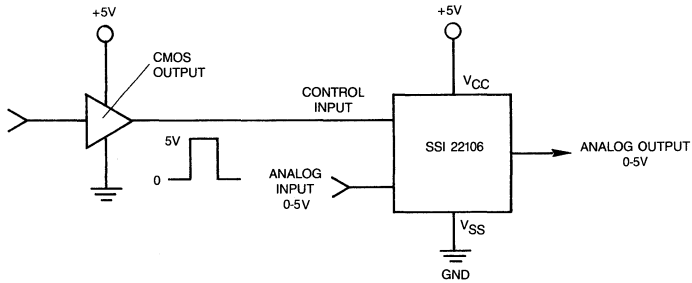 +5V
CMOS
OUTPUT
5V
0
CONTROL
INPUT
ANALOG
INPUT
0-5V
+5V
VCC
SSI 22106
VSS
GND
ANALOG OUTPUT
0-5V